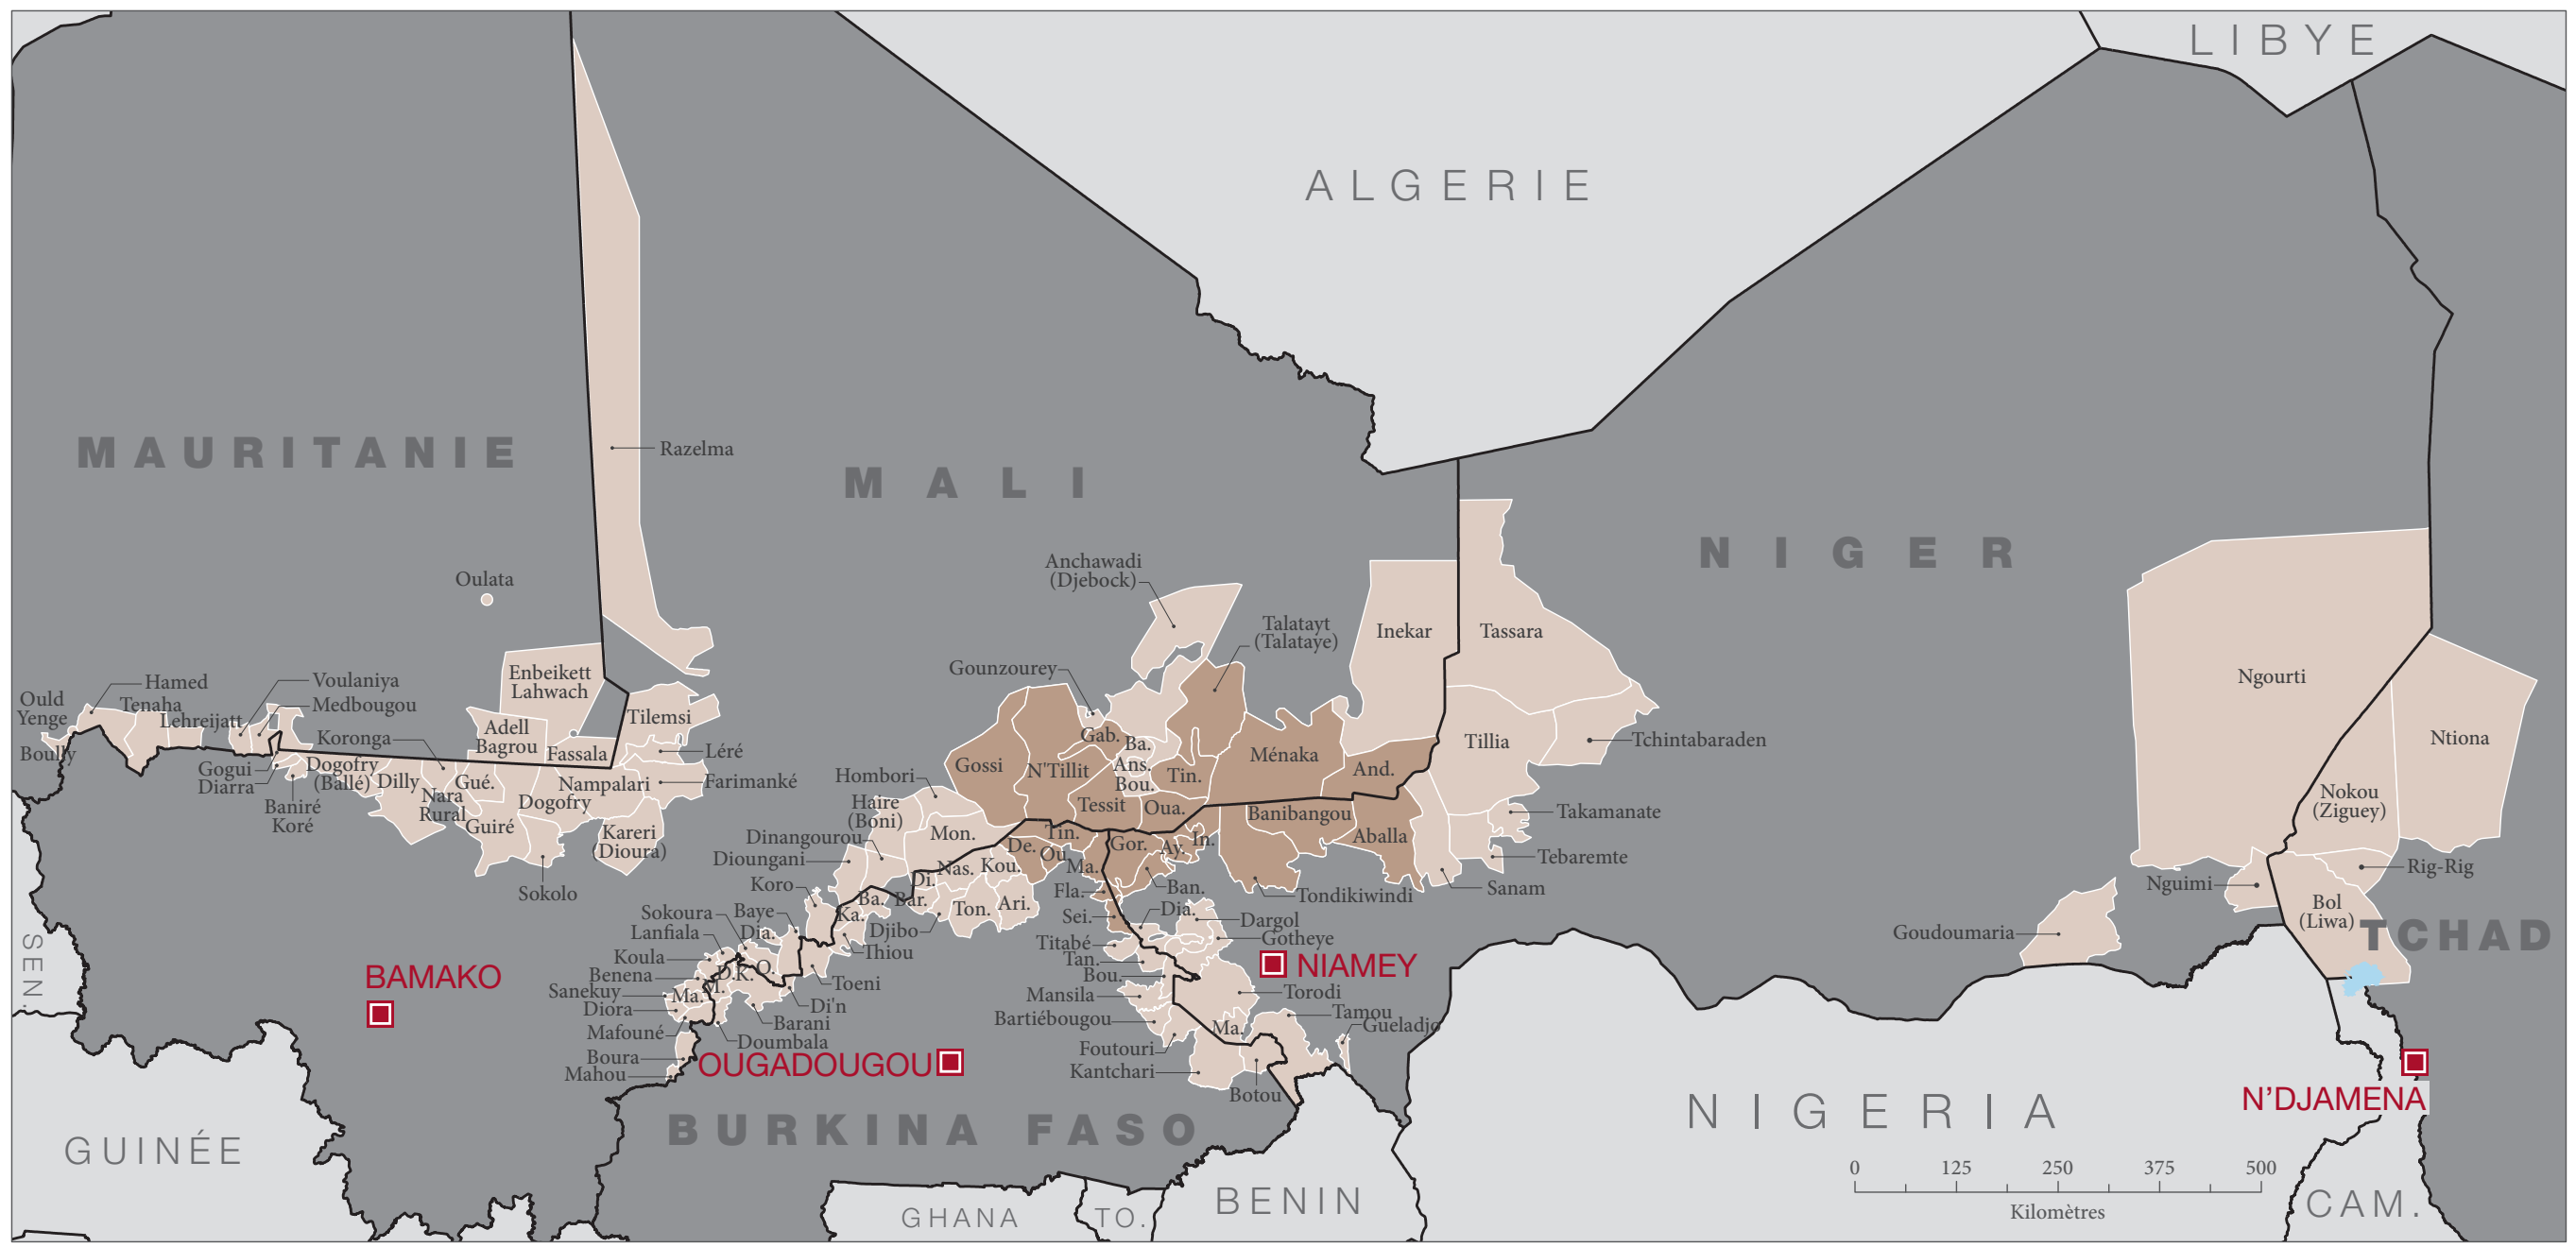 LIBYE
ALGERIE
MAURITANIE
MALI
NIGER
TCHAD
BURKINA FASO
NIGERIA
GUINÉE
SEN.
GHANA
TO.
BENIN
CAM.
BAMAKO
OUGADOUGOU
NIAMEY
N'DJAMENA
Razelma
Oulata
Enbeikett
Lahwach
Adell
Bagrou
Fassala
Hamed
Ould
Yenge
Tenaha
Boully
Lehreijatt
Voulaniya
Medbougou
Koronga
Gogui
Diarra
Baniré
Koré
Dogofry
(Ballé)
Dilly
Nara
Rural
Gué.
Guiré
Dogofry
Nampalari
Sokolo
Kareri
(Dioura)
Tilemsi
Léré
Farimanké
Anchawadi
(Djebock)
Talatayt
(Talataye)
Gounzourey
Inekar
Tassara
Gossi
N'Tillit
Gab.
Ba.
Ans.
Bou.
Tin.
Tessit
Oua.
Ménaka
And.
Tillia
Tchintabaraden
Takamanate
Tebaremte
Sanam
Aballa
Banibangou
Tondikiwindi
Hombori
Haire
(Boni)
Mon.
Dinangourou
Dioungani
Koro
Tin.
De.
Ou
Ma.
Gor.
Ay.
In.
Ban.
Fla.
Sei.
Nas.
Kou.
Di.
Bar.
Ba.
Ka.
Ton.
Ari.
Djibo
Thiou
Baye
Sokoura
Dia.
Lanfiala
Koula
Benena
Sanekuy
Diora
Mafouné
Boura
Mahou
Ma.
M.
D.
K.
O.
Toeni
Di'n
Barani
Doumbala
Dia.
Dargol
Gotheye
Titabé
Tan.
Bou.
Mansila
Bartiébougou
Foutouri
Kantchari
Torodi
Tamou
Gueladjo
Ma.
Botou
Ngourti
Ntiona
Nokou
(Ziguey)
Rig-Rig
Nguimi
Bol
(Liwa)
Goudoumaria
0 125 250 375 500
Kilomètres